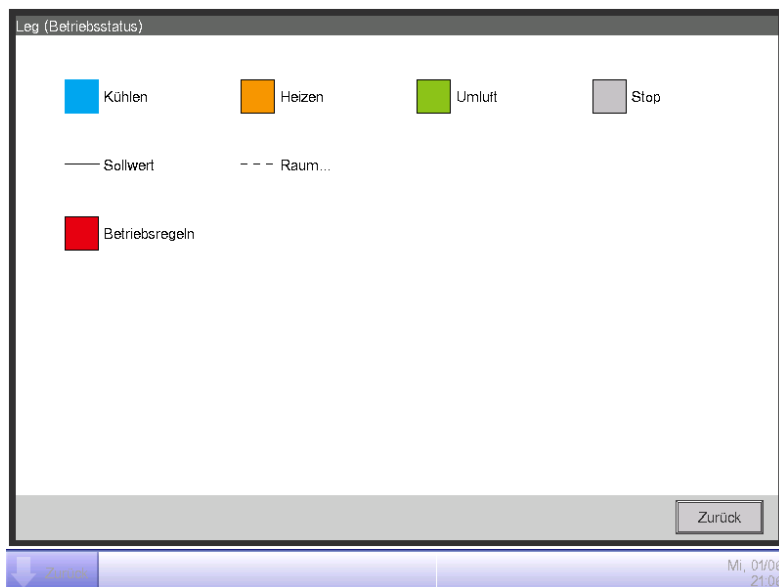 Leg (Betriebsstatus)
Kühlen Heizen Umluft Stop
Sollwert Raum...
Betriebsregeln
Zurück
Zurück
Mi, 01/0
21:0